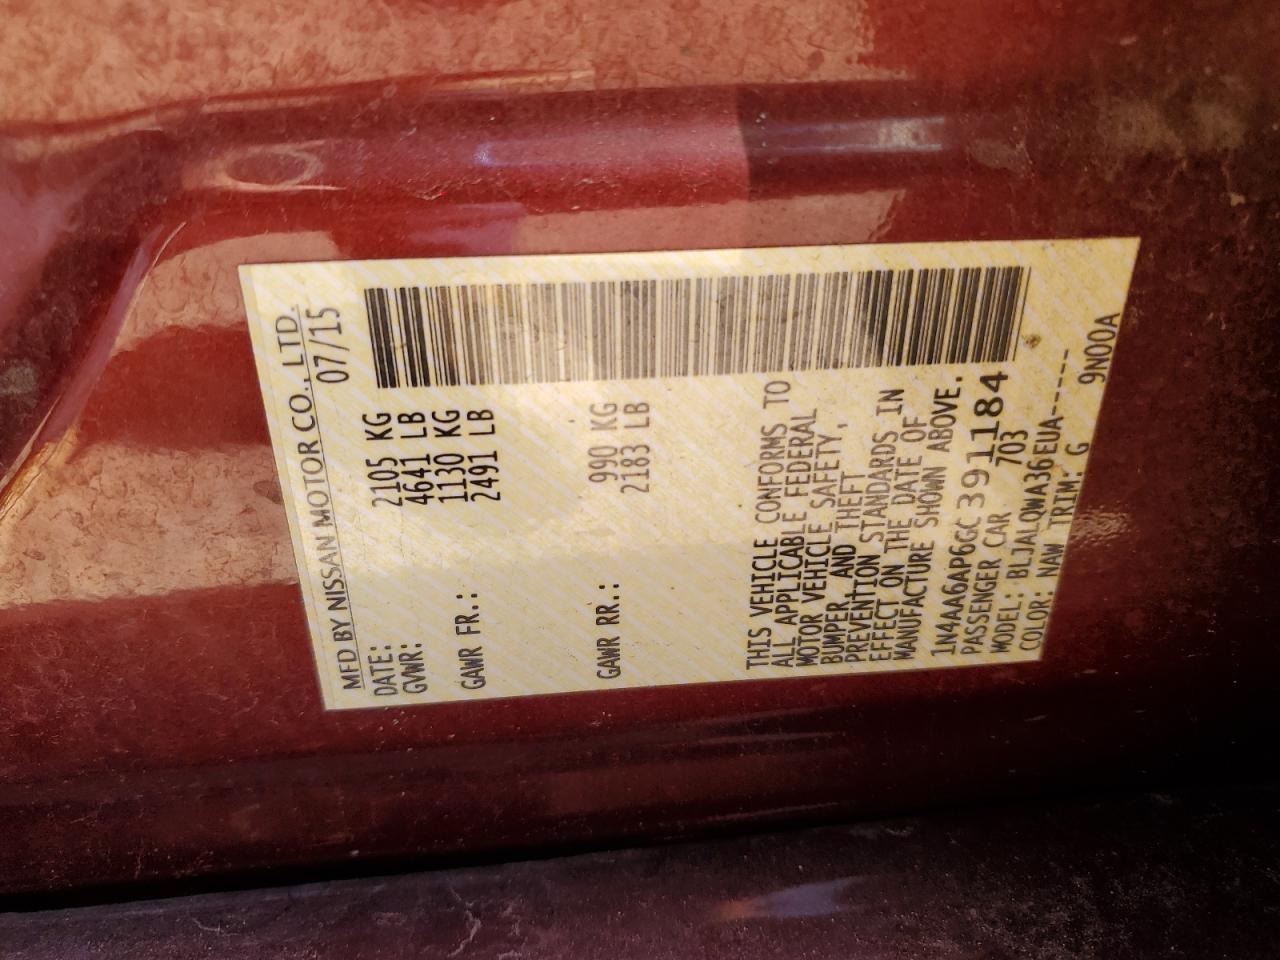 MFD BY NISSAN MOTOR CO., LTD.
DATE: 07/15
GVWR: 2105 KG
4641 LB
GAWR FR.: 1130 KG
2491 LB
GAWR RR.: 990 KG
2183 LB
THIS VEHICLE CONFORMS TO
ALL APPLICABLE FEDERAL
MOTOR VEHICLE SAFETY,
BUMPER, AND THEFT
PREVENTION STANDARDS IN
EFFECT ON THE DATE OF
MANUFACTURE SHOWN ABOVE.
1N4AA6AP6GC391184
PASSENGER CAR 703
MODEL: BLJALQWA36EUA-----
COLOR: NAW TRIM: G 9N00A